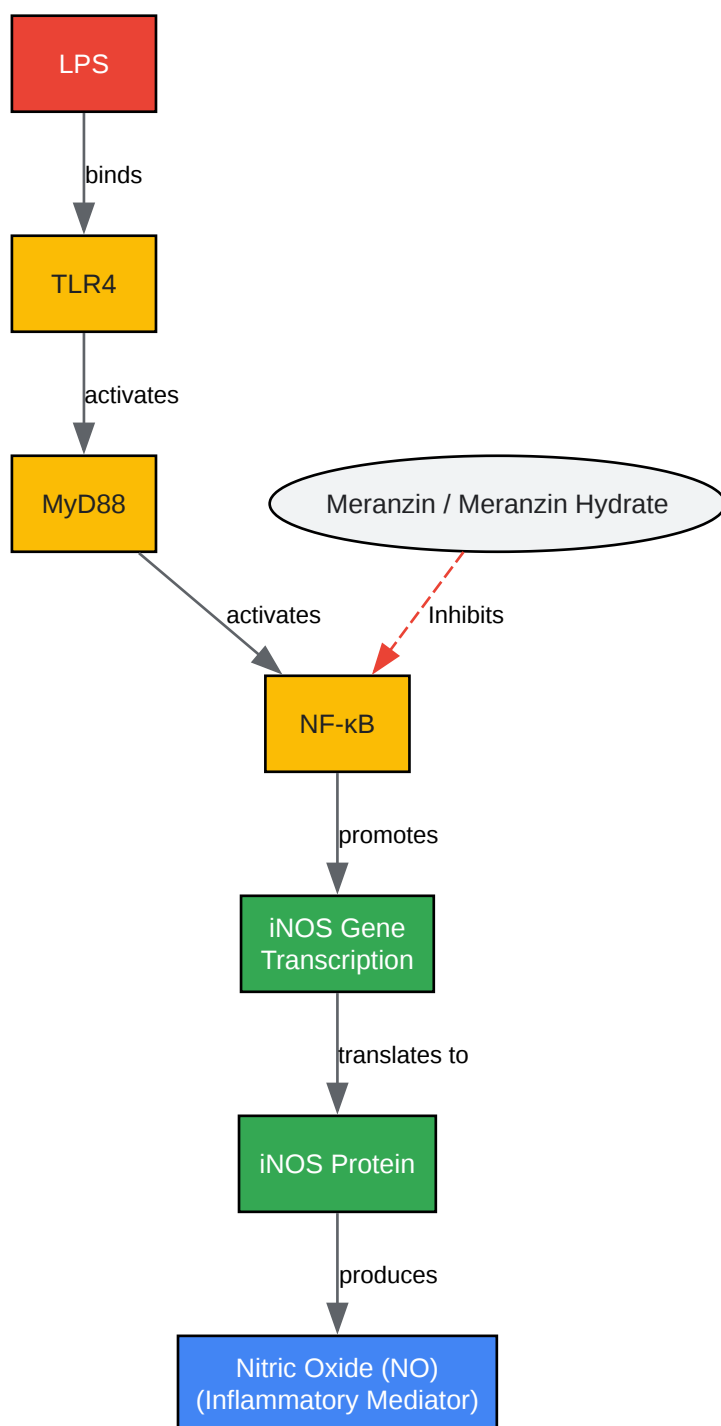 LPS
binds
TLR4
activates
MyD88
Meranzin / Meranzin Hydrate
activates
Inhibits
NF-κB
promotes
iNOS Gene
Transcription
translates to
iNOS Protein
produces
Nitric Oxide (NO)
(Inflammatory Mediator)